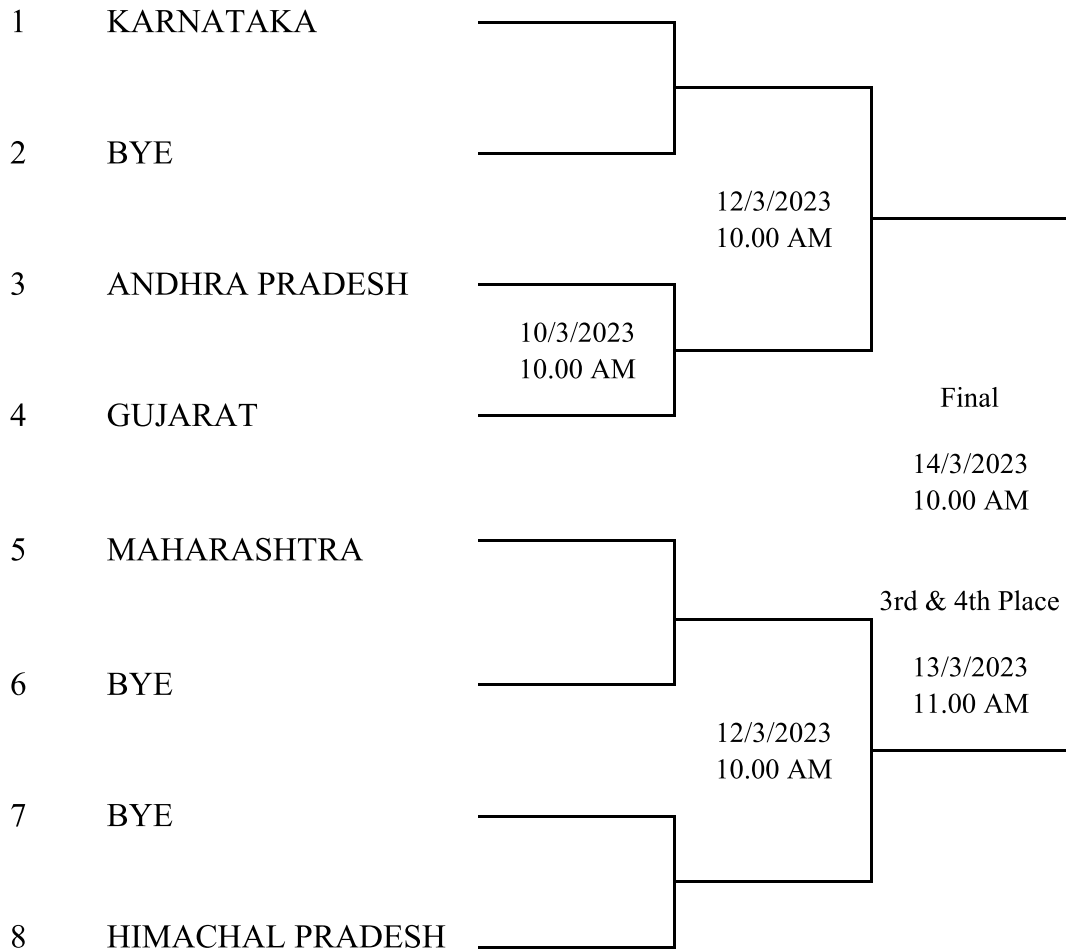 1 KARNATAKA
2 BYE
12/3/2023
10.00 AM
3 ANDHRA PRADESH
10/3/2023
10.00 AM
4 GUJARAT
Final
14/3/2023
10.00 AM
5 MAHARASHTRA
3rd & 4th Place
13/3/2023
11.00 AM
6 BYE
12/3/2023
10.00 AM
7 BYE
8 HIMACHAL PRADESH